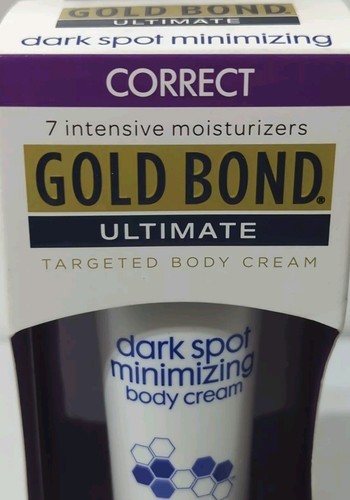 GOLD BOND
ULTIMATE
dark spot minimizing
CORRECT
7 intensive moisturizers
GOLD BOND®
ULTIMATE
TARGETED BODY CREAM
dark spot
minimizing
body cream